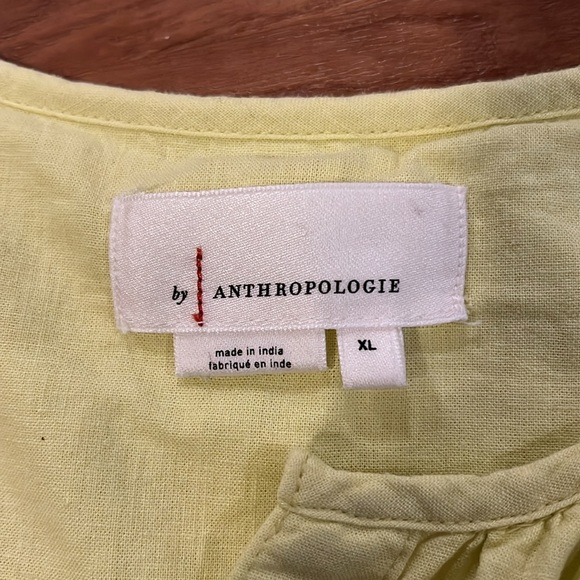 by ANTHROPOLOGIE
made in india
fabriqué en inde
XL